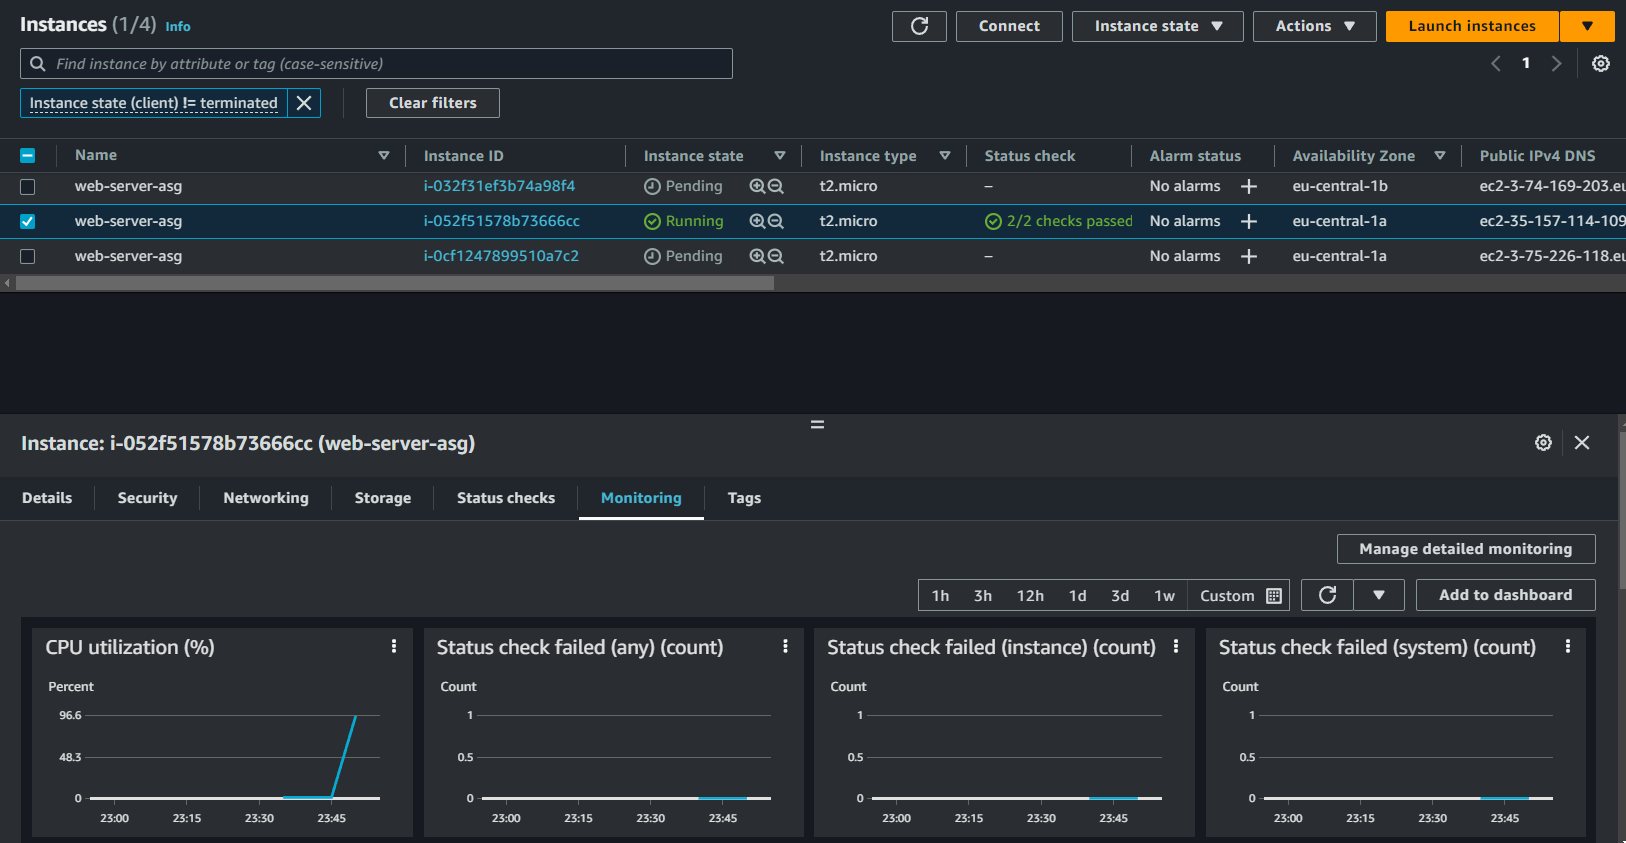 Instances (1/4) Info
Connect
Instance state
Actions
Launch instances
Find instance by attribute or tag (case-sensitive)
1
Instance state (client) != terminated
Clear filters
Name Instance ID Instance state Instance type Status check Alarm status Availability Zone Public IPv4 DNS
web-server-asg i-032f31ef3b74a98f4 Pending t2.micro – No alarms + eu-central-1b ec2-3-74-169-203.eu
web-server-asg i-052f51578b73666cc Running t2.micro 2/2 checks passed No alarms + eu-central-1a ec2-35-157-114-109
web-server-asg i-0cf1247899510a7c2 Pending t2.micro – No alarms + eu-central-1a ec2-3-75-226-118.eu
Instance: i-052f51578b73666cc (web-server-asg)
Details Security Networking Storage Status checks Monitoring Tags
Manage detailed monitoring
1h 3h 12h 1d 3d 1w Custom
Add to dashboard
CPU utilization (%)
Percent
96.6
48.3
0
23:00 23:15 23:30 23:45
Status check failed (any) (count)
Count
1
0.5
0
23:00 23:15 23:30 23:45
Status check failed (instance) (count)
Count
1
0.5
0
23:00 23:15 23:30 23:45
Status check failed (system) (count)
Count
1
0.5
0
23:00 23:15 23:30 23:45